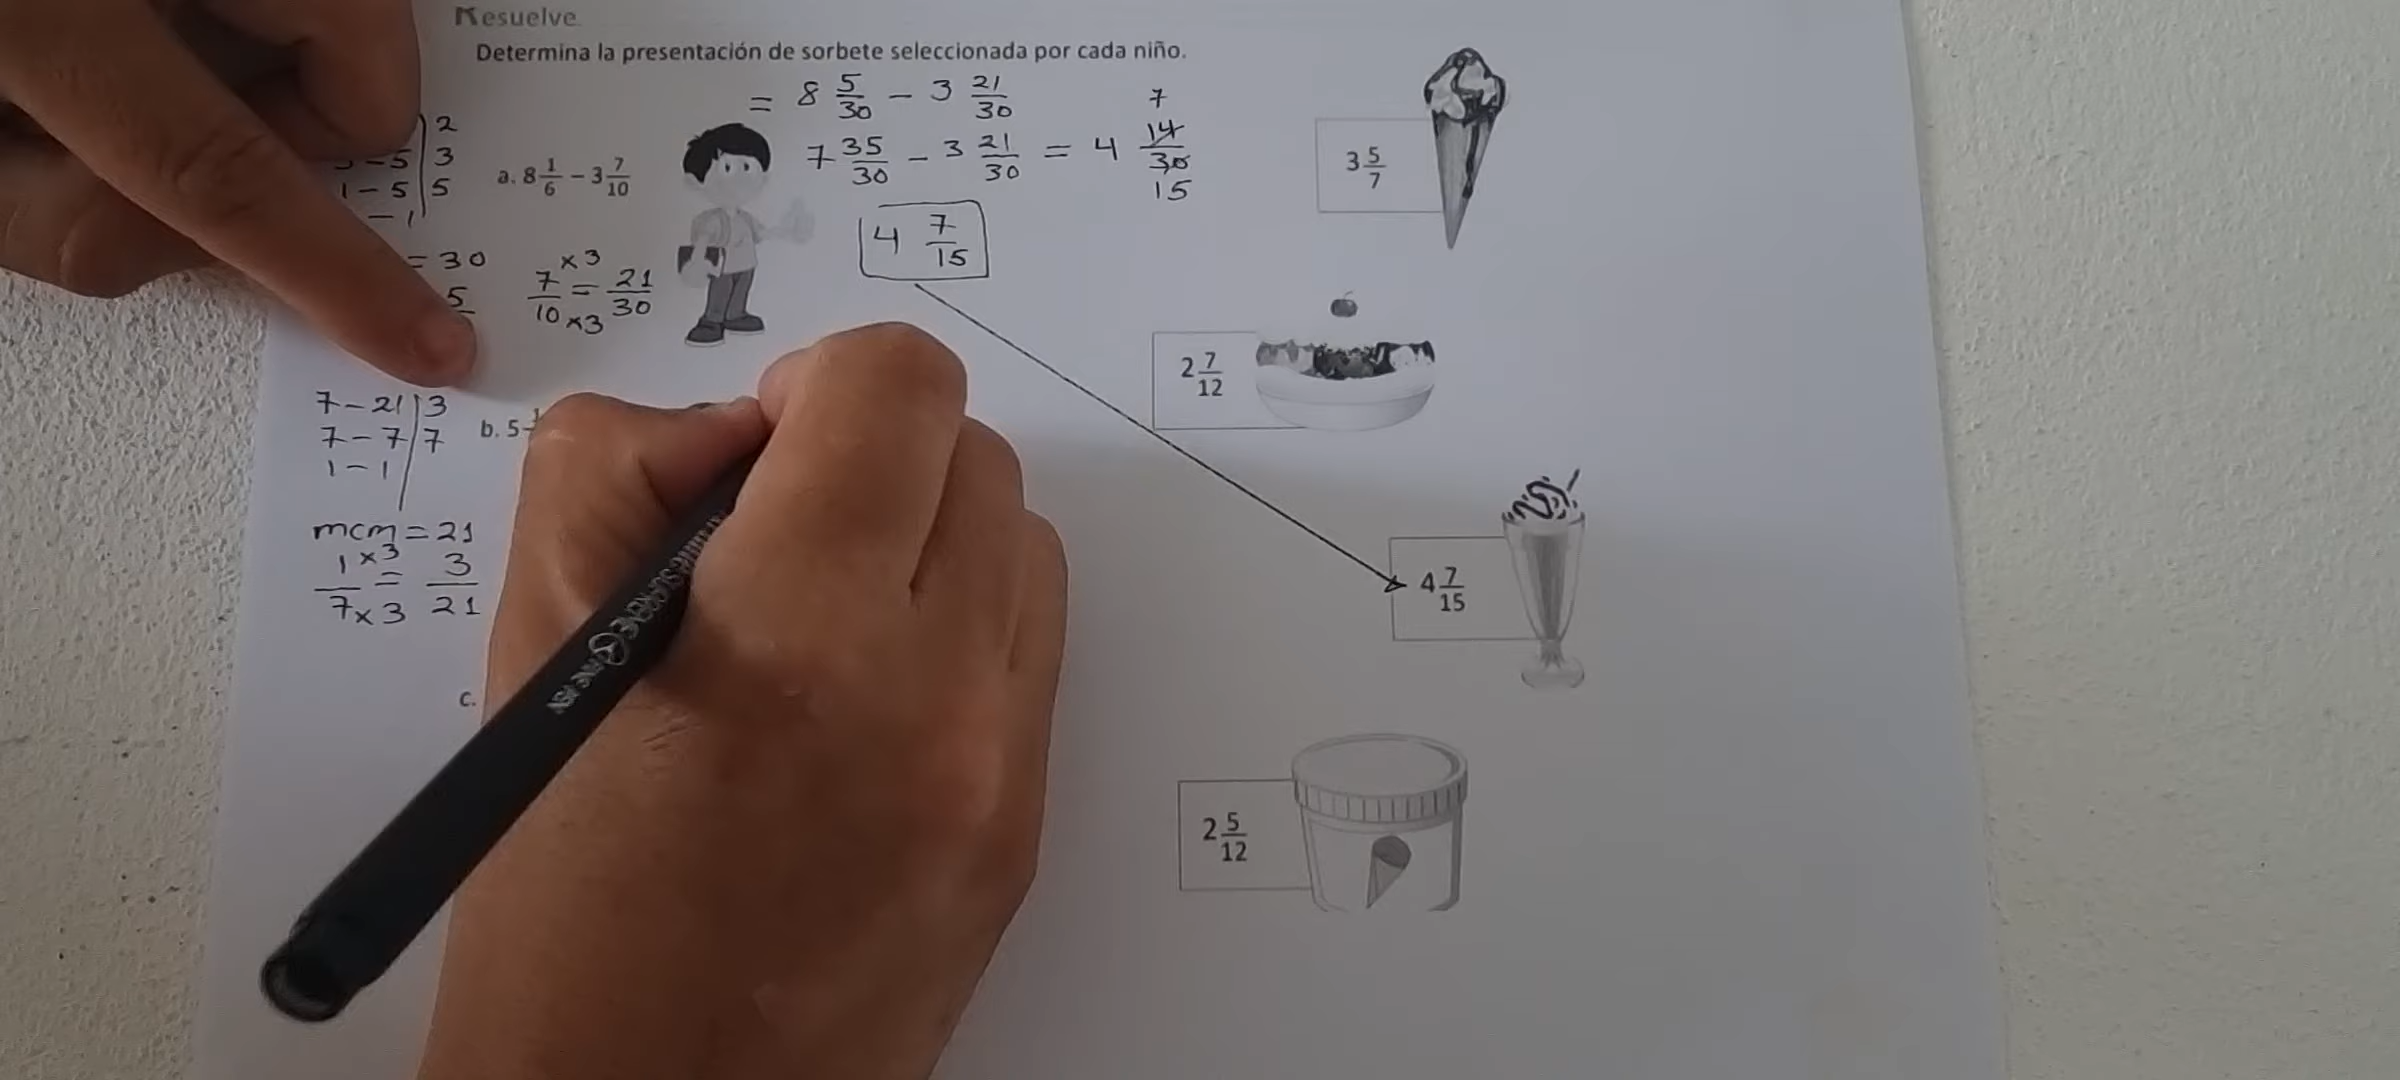 Resuelve
Determina la presentación de sorbete seleccionada por cada niño.
= 8 5/30 - 3 21/30
7 35/30 - 3 21/30 = 4 14/30
7
15
2
- 5 | 3
1 - 5 | 5
- 1
a. 8 1/6 - 3 7/10
4 7/15
= 30
5
7/10 = 21/30
×3
×3
3 5/7
2 7/12
7 - 21 | 3
7 - 7 | 7
1 - 1
b. 5
mcm = 21
1/7 = 3/21
×3
×3
4 7/15
c.
2 5/12